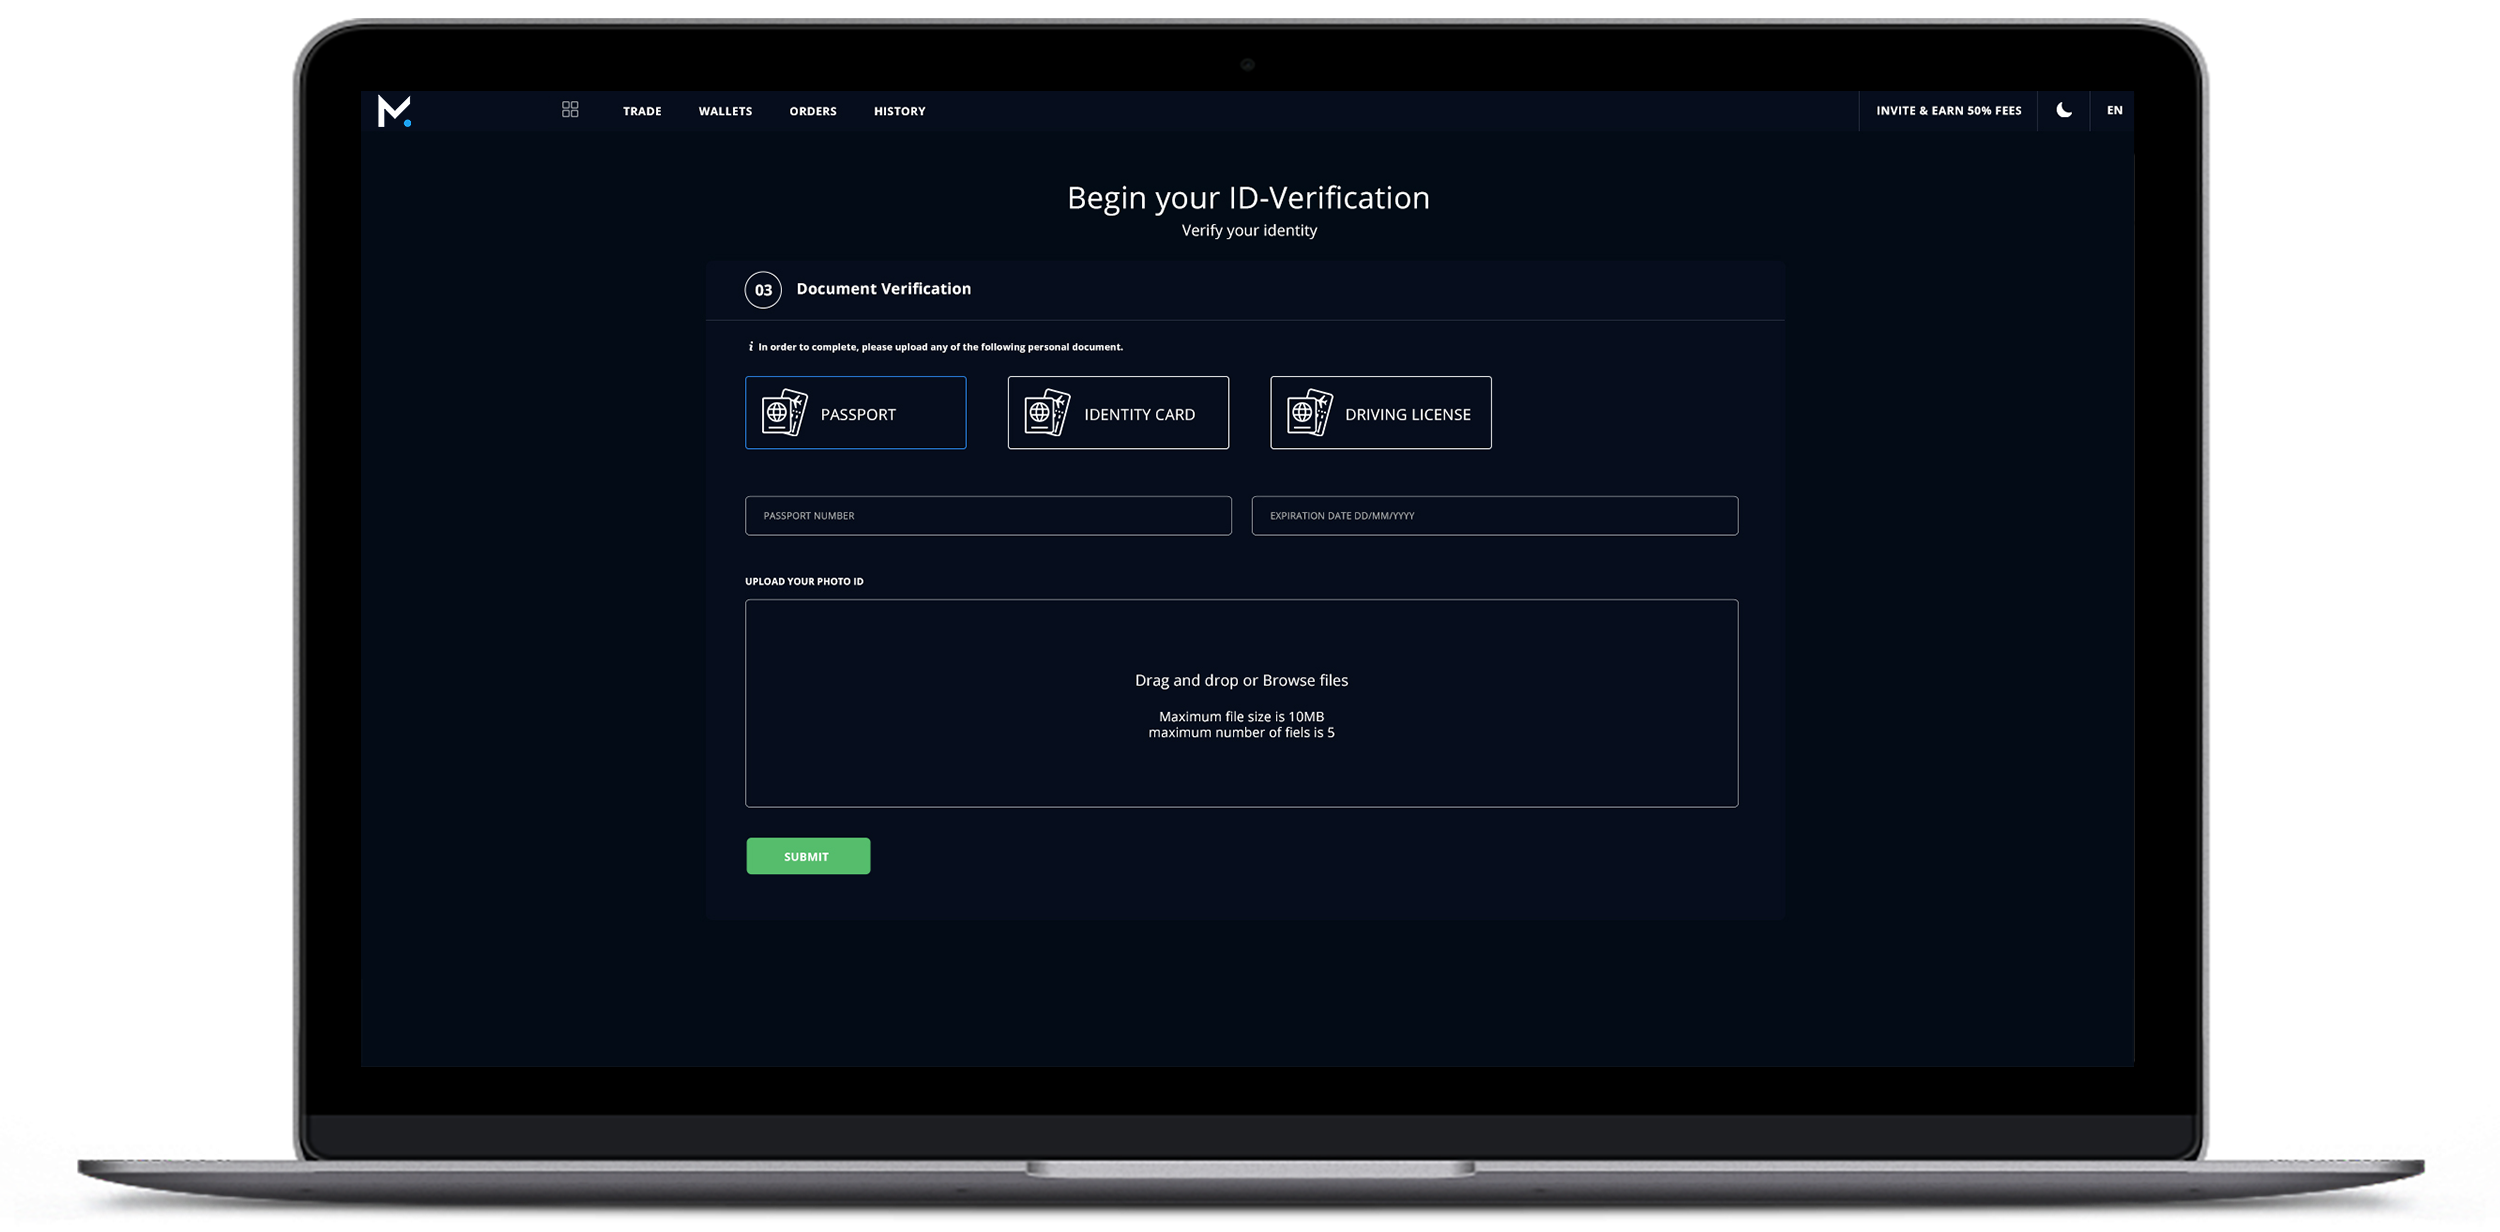 M.
TRADE WALLETS ORDERS HISTORY INVITE & EARN 50% FEES EN
Begin your ID-Verification
Verify your identity
03 Document Verification
i In order to complete, please upload any of the following personal document.
PASSPORT IDENTITY CARD DRIVING LICENSE
PASSPORT NUMBER EXPIRATION DATE DD/MM/YYYY
UPLOAD YOUR PHOTO ID
Drag and drop or Browse files
Maximum file size is 10MB
maximum number of fiels is 5
SUBMIT